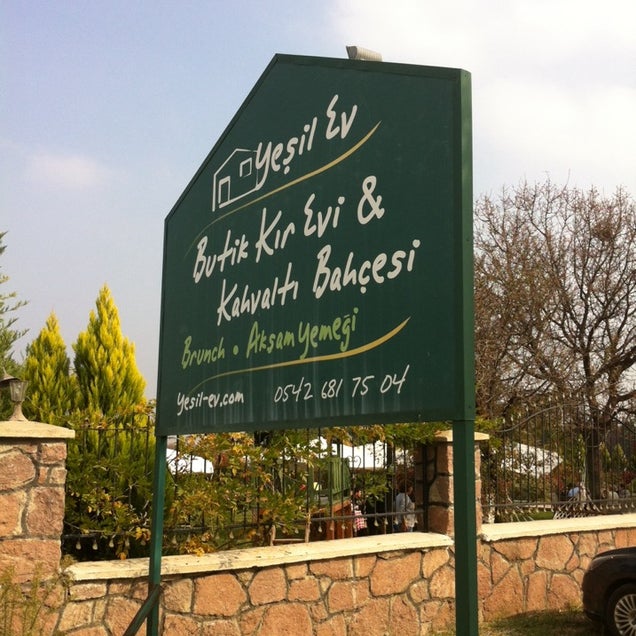 Yeşil Ev
Butik Kır Evi &
Kahvaltı Bahçesi
Brunch • Akşam Yemeği
yesil-ev.com 0542 681 75 04